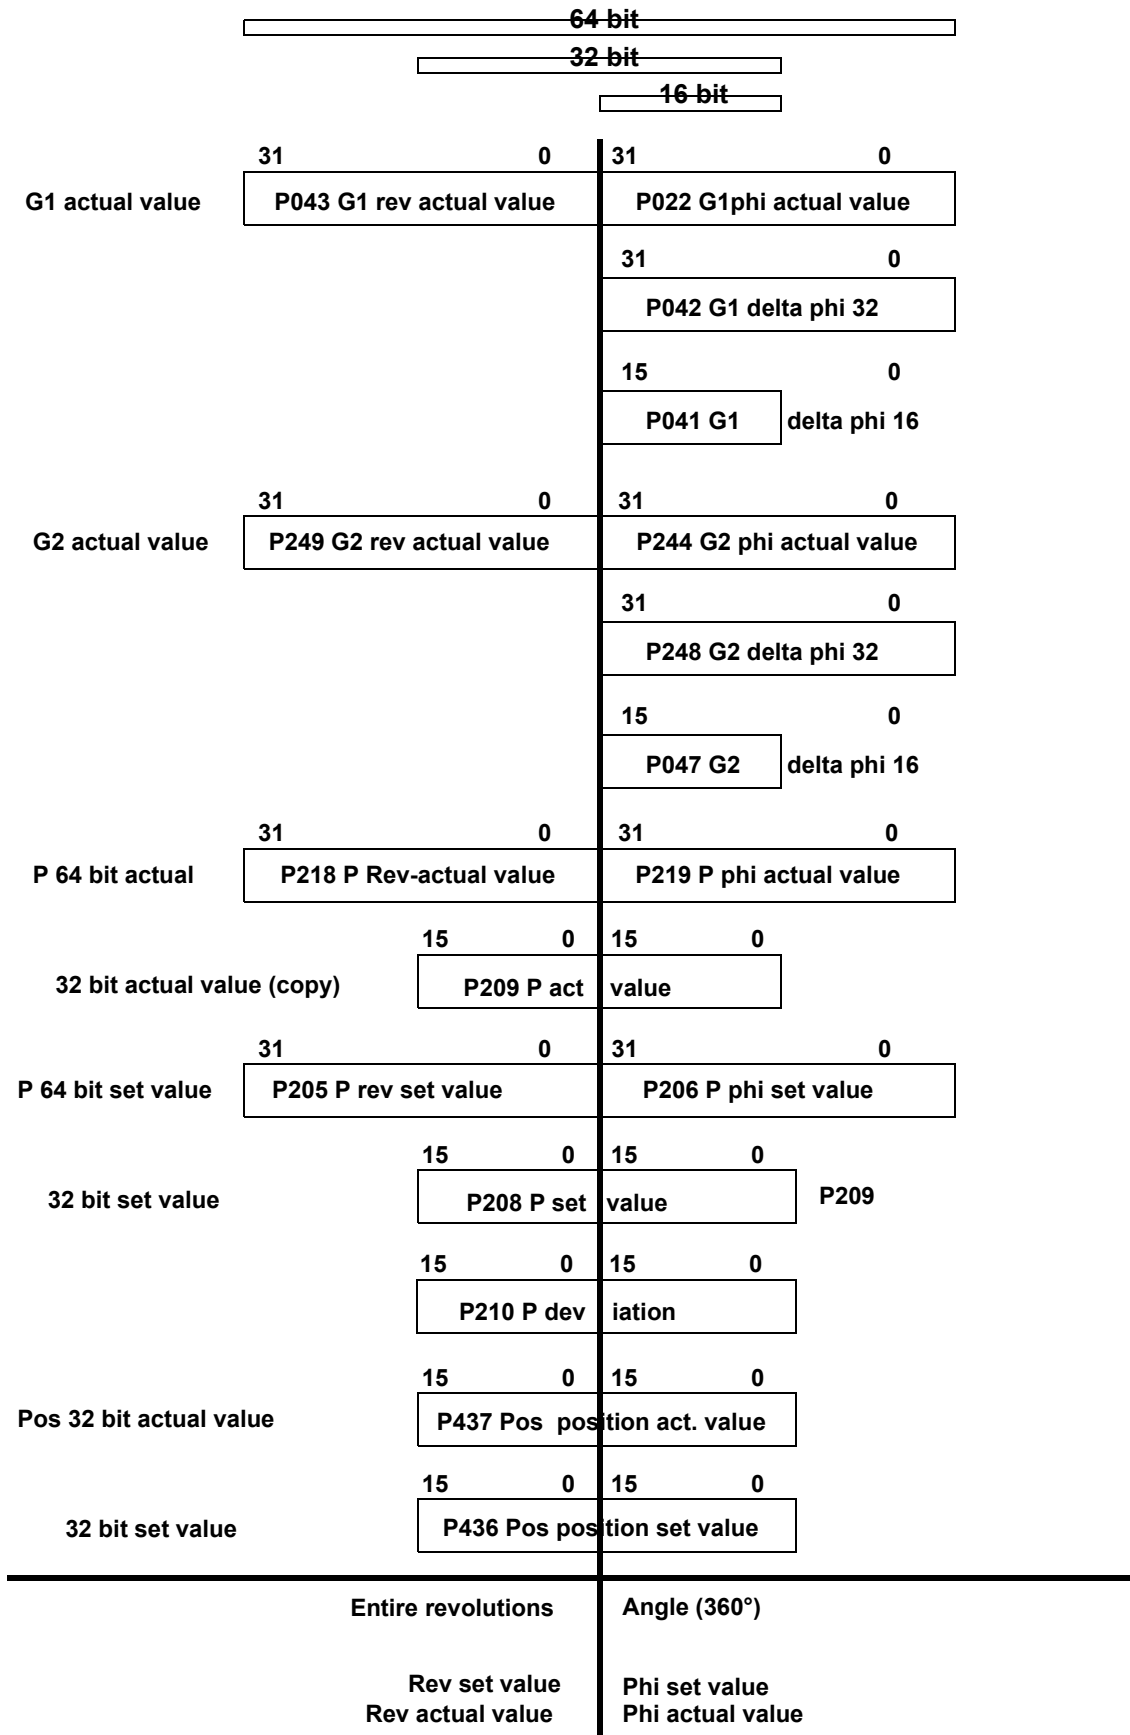 64 bit
32 bit
16 bit
31 0 31 0
G1 actual value P043 G1 rev actual value P022 G1phi actual value
31 0
P042 G1 delta phi 32
15 0
P041 G1 delta phi 16
31 0 31 0
G2 actual value P249 G2 rev actual value P244 G2 phi actual value
31 0
P248 G2 delta phi 32
15 0
P047 G2 delta phi 16
31 0 31 0
P 64 bit actual P218 P Rev-actual value P219 P phi actual value
15 0 15 0
32 bit actual value (copy) P209 P act value
31 0 31 0
P 64 bit set value P205 P rev set value P206 P phi set value
15 0 15 0
32 bit set value P208 P set value P209
15 0 15 0
P210 P dev iation
15 0 15 0
Pos 32 bit actual value P437 Pos position act. value
15 0 15 0
32 bit set value P436 Pos position set value
Entire revolutions Angle (360°)
Rev set value Phi set value
Rev actual value Phi actual value